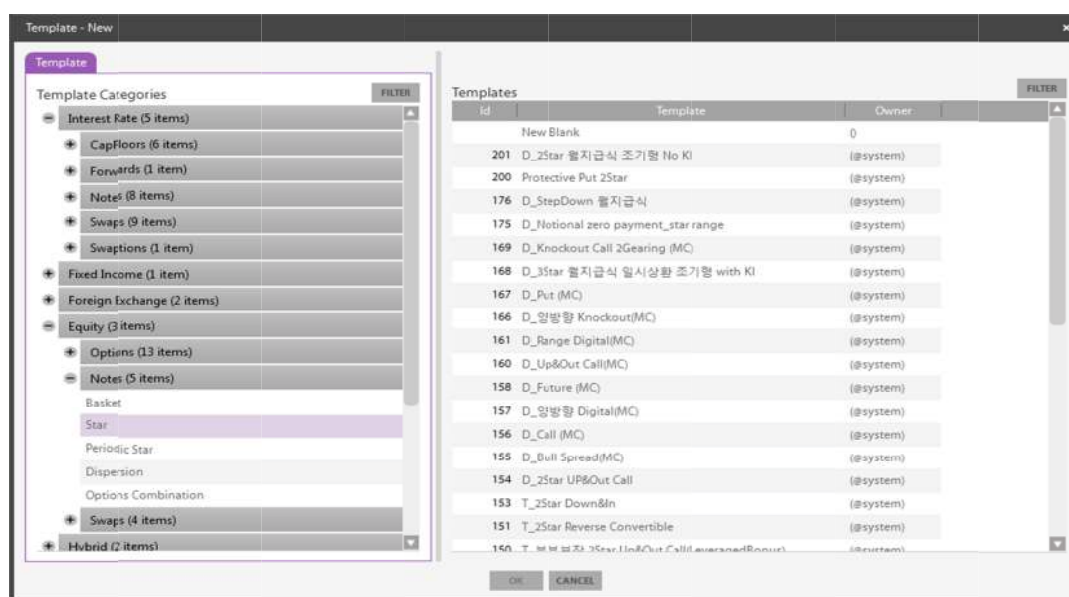 Template - New
Template
Template Categories
FILTER
Interest Rate (5 items)
CapFloors (6 items)
Forwards (1 item)
Notes (8 items)
Swaps (9 items)
Swaptions (1 item)
Fixed Income (1 item)
Foreign Exchange (2 items)
Equity (3 items)
Options (13 items)
Notes (5 items)
Basket
Star
Periodic Star
Dispersion
Options Combination
Swaps (4 items)
Hybrid (2 items)
Templates
FILTER
Id Template Owner
New Blank 0
201 D_2Star 월지급식 조기형 No KI (@system)
200 Protective Put 2Star (@system)
176 D_StepDown 월지급식 (@system)
175 D_Notional zero payment_star range (@system)
169 D_Knockout Call 2Gearing (MC) (@system)
168 D_3Star 월지급식 일시상환 조기형 with KI (@system)
167 D_Put (MC) (@system)
166 D_양방향 Knockout(MC) (@system)
161 D_Range Digital(MC) (@system)
160 D_Up&Out Call(MC) (@system)
158 D_Future (MC) (@system)
157 D_양방향 Digital(MC) (@system)
156 D_Call (MC) (@system)
155 D_Bull Spread(MC) (@system)
154 D_2Star UP&Out Call (@system)
153 T_2Star Down&In (@system)
151 T_2Star Reverse Convertible (@system)
150 2Star Up&Out Call(LeveragedBonus) (@system)
OK CANCEL